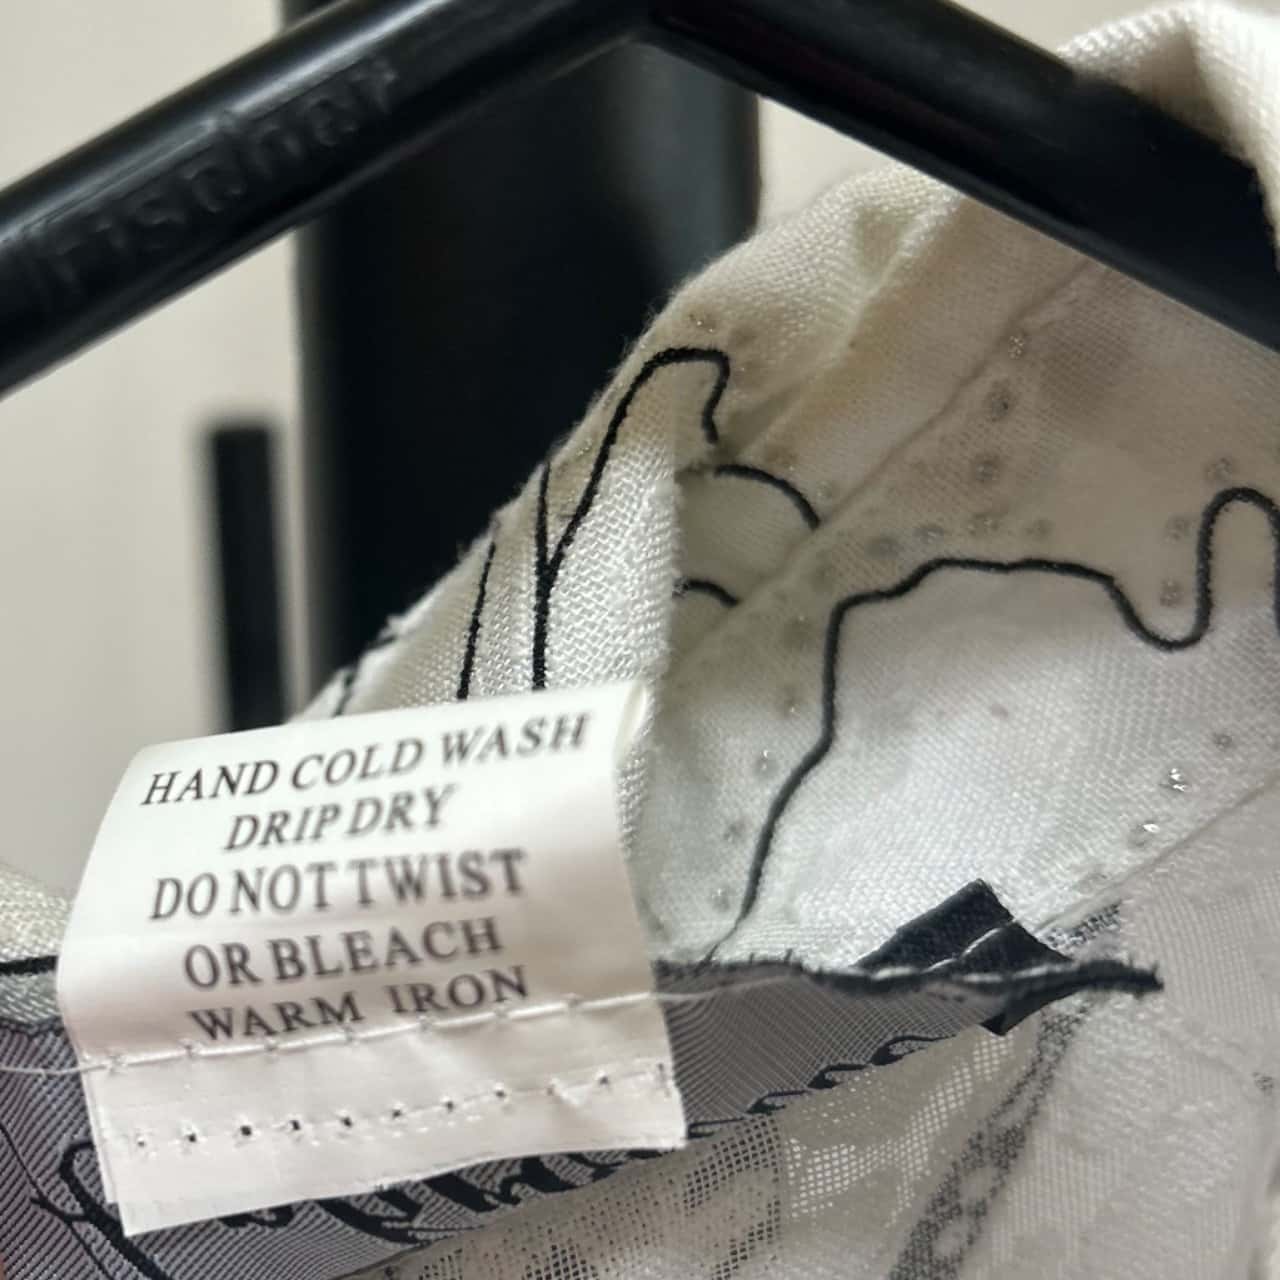 HAND COLD WASH
DRIP DRY
DO NOT TWIST
OR BLEACH
WARM IRON